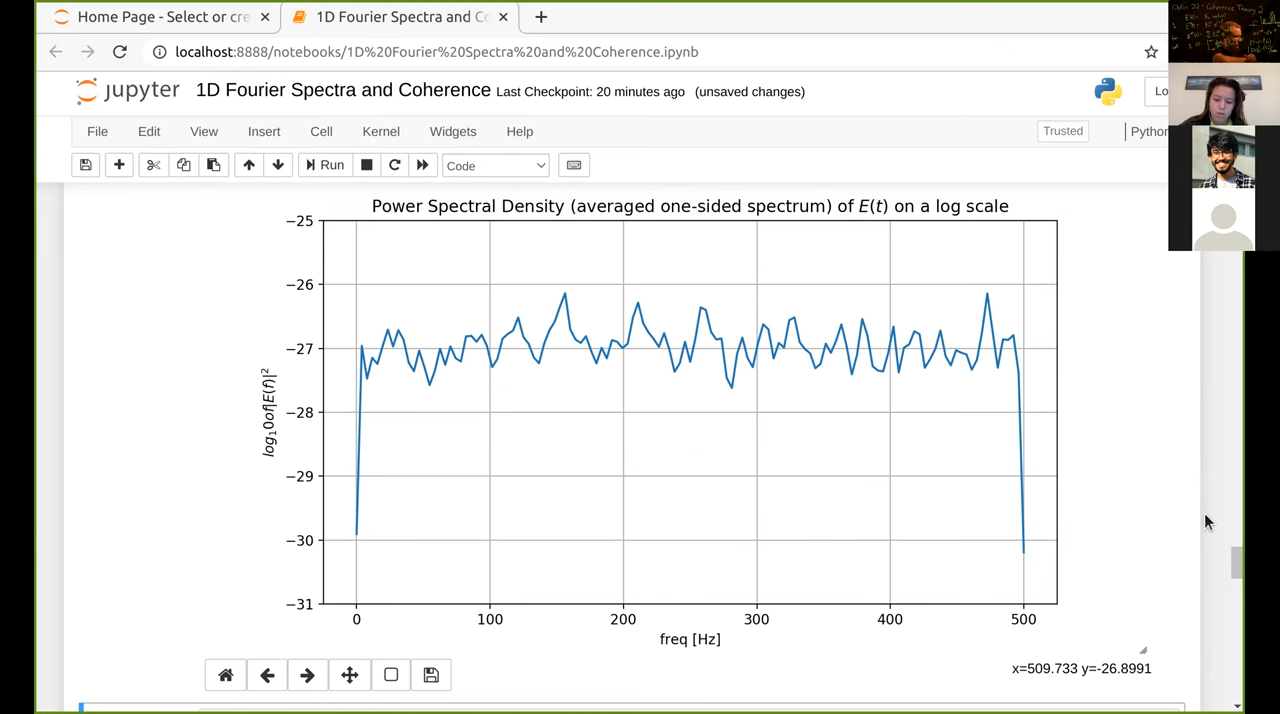 Home Page - Select or cre
1D Fourier Spectra and Co
localhost:8888/notebooks/1D%20Fourier%20Spectra%20and%20Coherence.ipynb
jupyter 1D Fourier Spectra and Coherence Last Checkpoint: 20 minutes ago (unsaved changes)
Lo
File Edit View Insert Cell Kernel Widgets Help
Trusted
Python
Run
Code
Power Spectral Density (averaged one-sided spectrum) of E(t) on a log scale
−25
−26
−27
−28
−29
−30
−31
log₁0of|E(f)|²
0 100 200 300 400 500
freq [Hz]
x=509.733 y=-26.8991